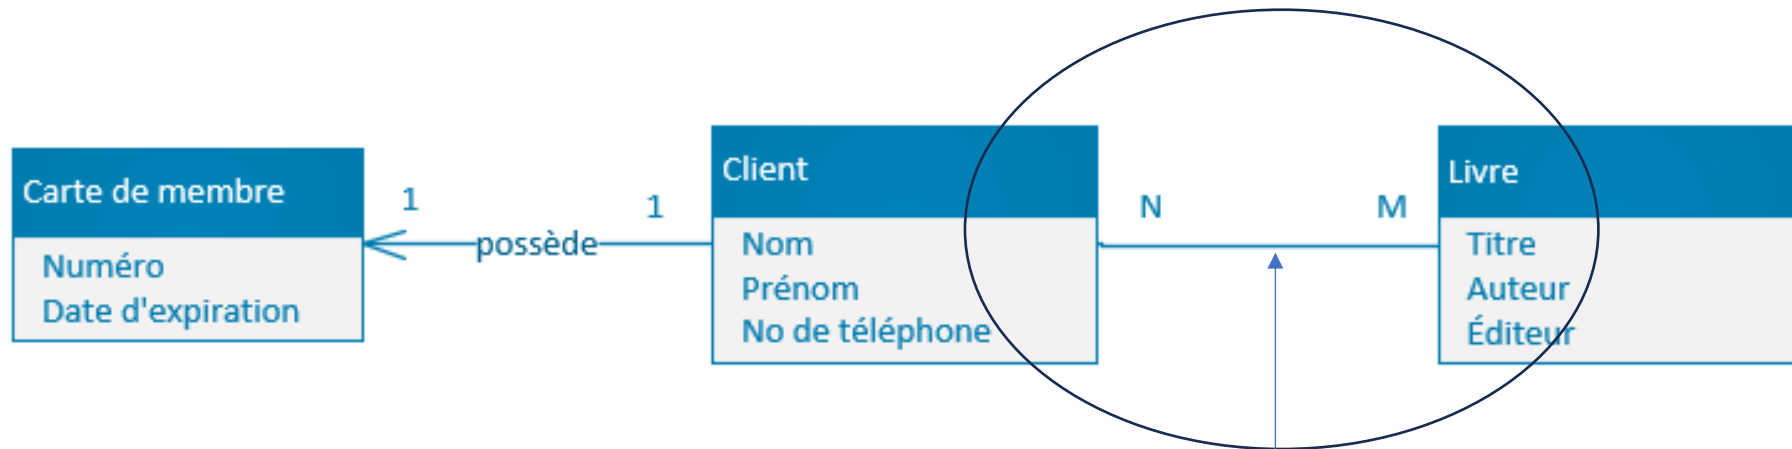 Carte de membre
Numéro
Date d'expiration
1
possède
1
Client
Nom
Prénom
No de téléphone
N
M
Livre
Titre
Auteur
Éditeur